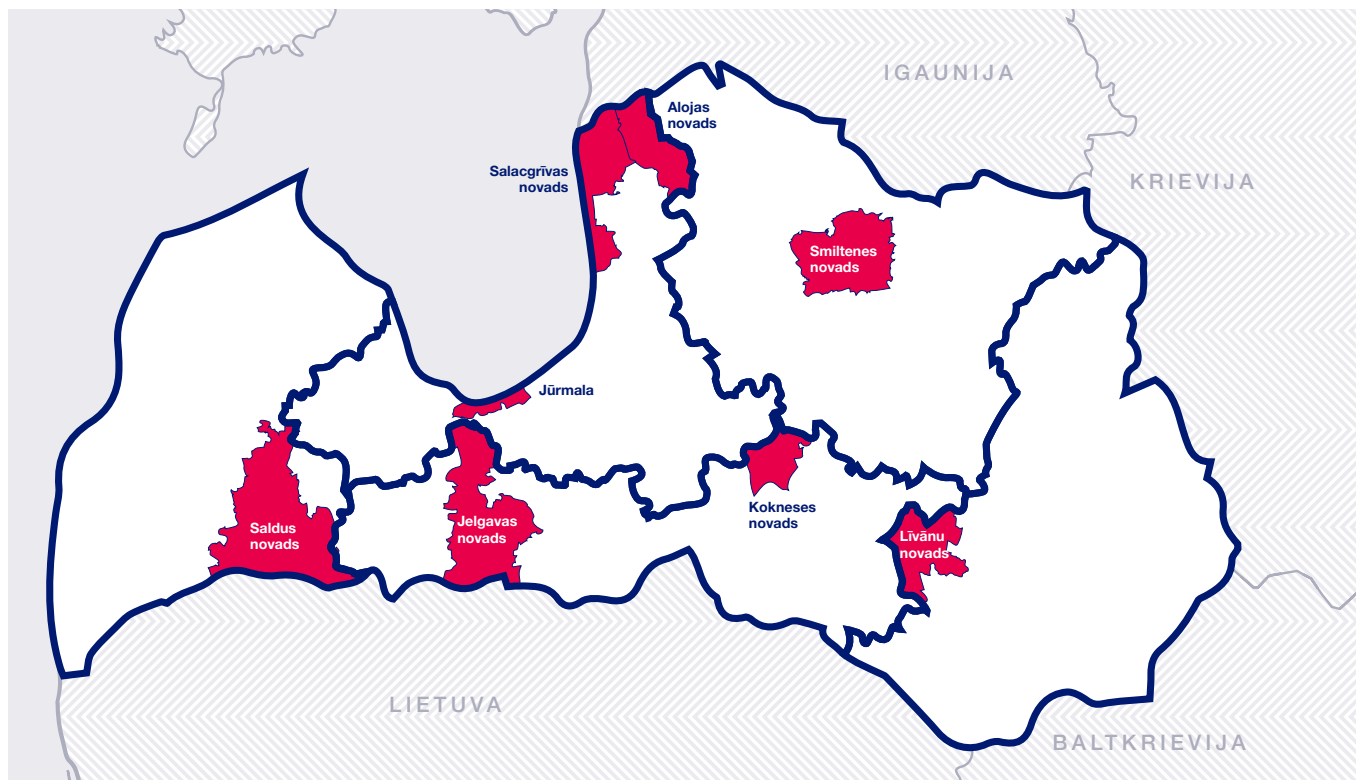 IGAUNIJA
Alojas
novads
Salacgrīvas
novads
KRIEVIJA
Smiltenes
novads
Jūrmala
Kokneses
novads
Saldus
novads
Jelgavas
novads
Līvānu
novads
LIETUVA
BALTKRIEVIJA